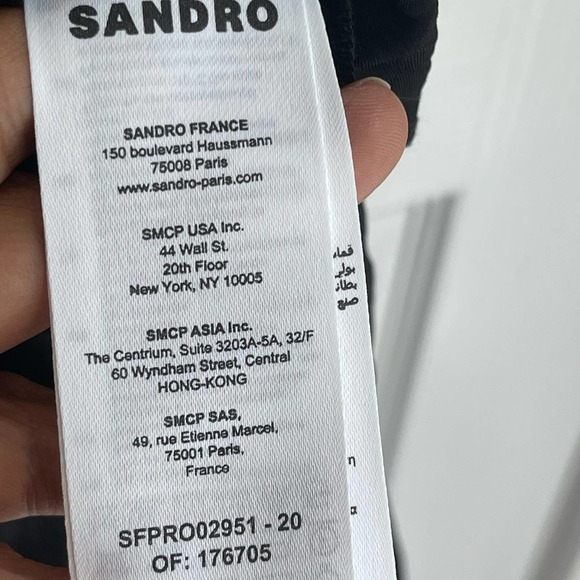 SANDRO
SANDRO FRANCE
150 boulevard Haussmann
75008 Paris
www.sandro-paris.com
SMCP USA Inc.
44 Wall St.
20th Floor
New York, NY 10005
SMCP ASIA Inc.
The Centrium, Suite 3203A-5A, 32/F
60 Wyndham Street, Central
HONG-KONG
SMCP SAS,
49, rue Etienne Marcel,
75001 Paris,
France
SFPRO02951 - 20
OF: 176705